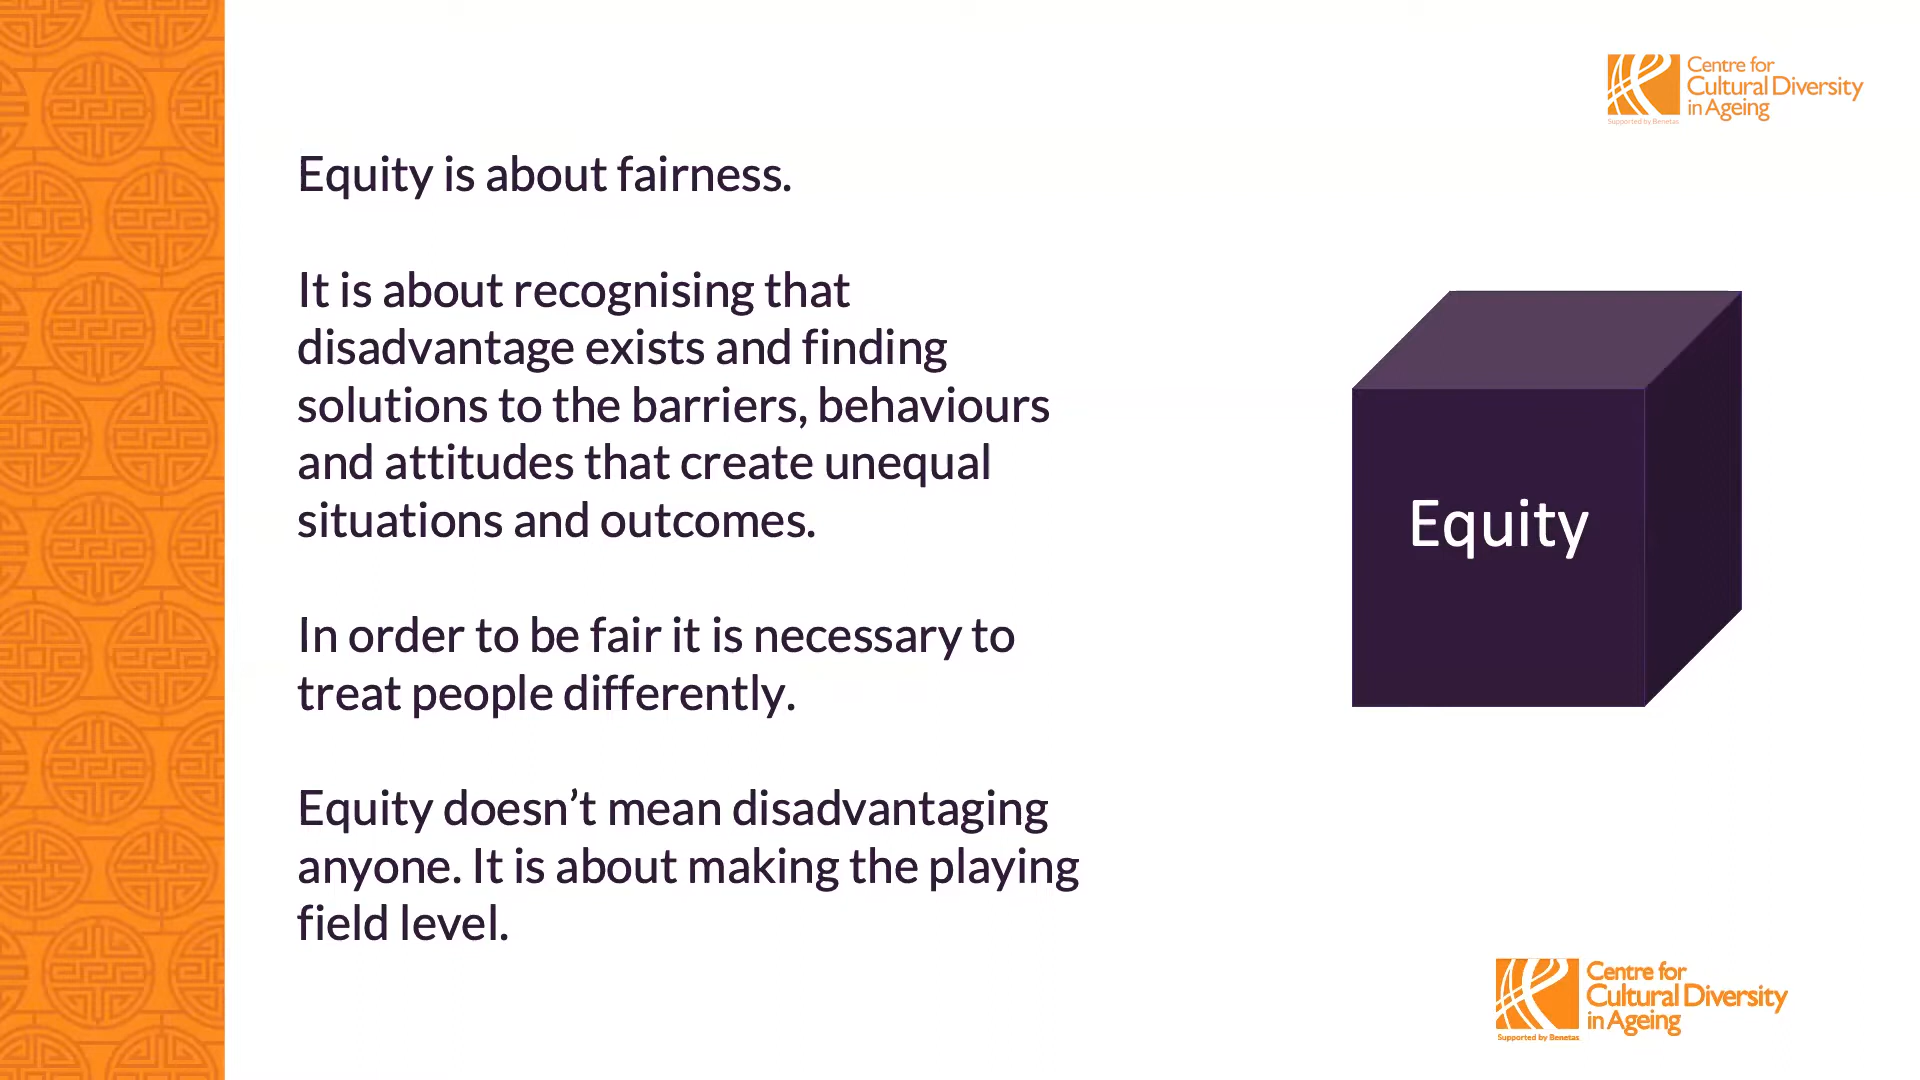 Centre for
Cultural Diversity
in Ageing
Supported by Benetas
Equity is about fairness.
It is about recognising that
disadvantage exists and finding
solutions to the barriers, behaviours
and attitudes that create unequal
situations and outcomes.
In order to be fair it is necessary to
treat people differently.
Equity doesn’t mean disadvantaging
anyone. It is about making the playing
field level.
Equity
Centre for
Cultural Diversity
in Ageing
Supported by Benetas